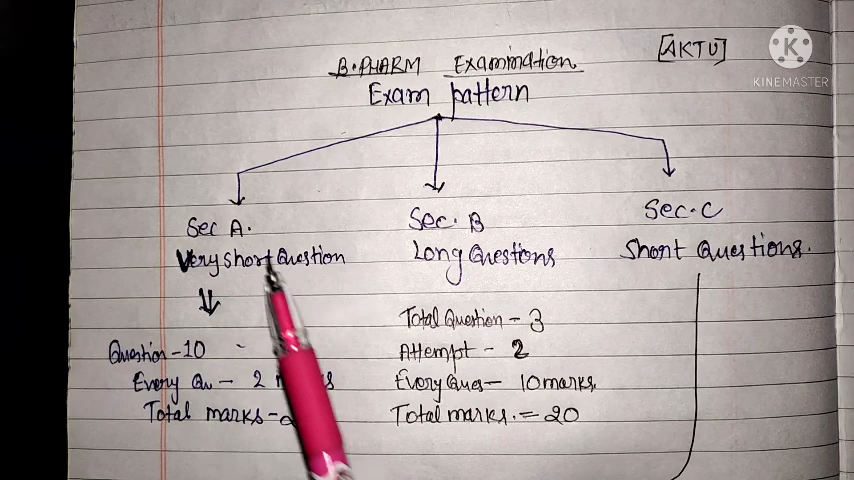 [AKTU]
K
KINEMASTER
B.PHARM Examination
Exam pattern
Sec A.
Very short Question
Question - 10 -
Every Qu - 2
Total marks -
Sec. B
Long Questions
Total Question - 3
Attempt - 2
Every Ques - 10 marks.
Total marks. = 20
Sec. C
Short Questions.